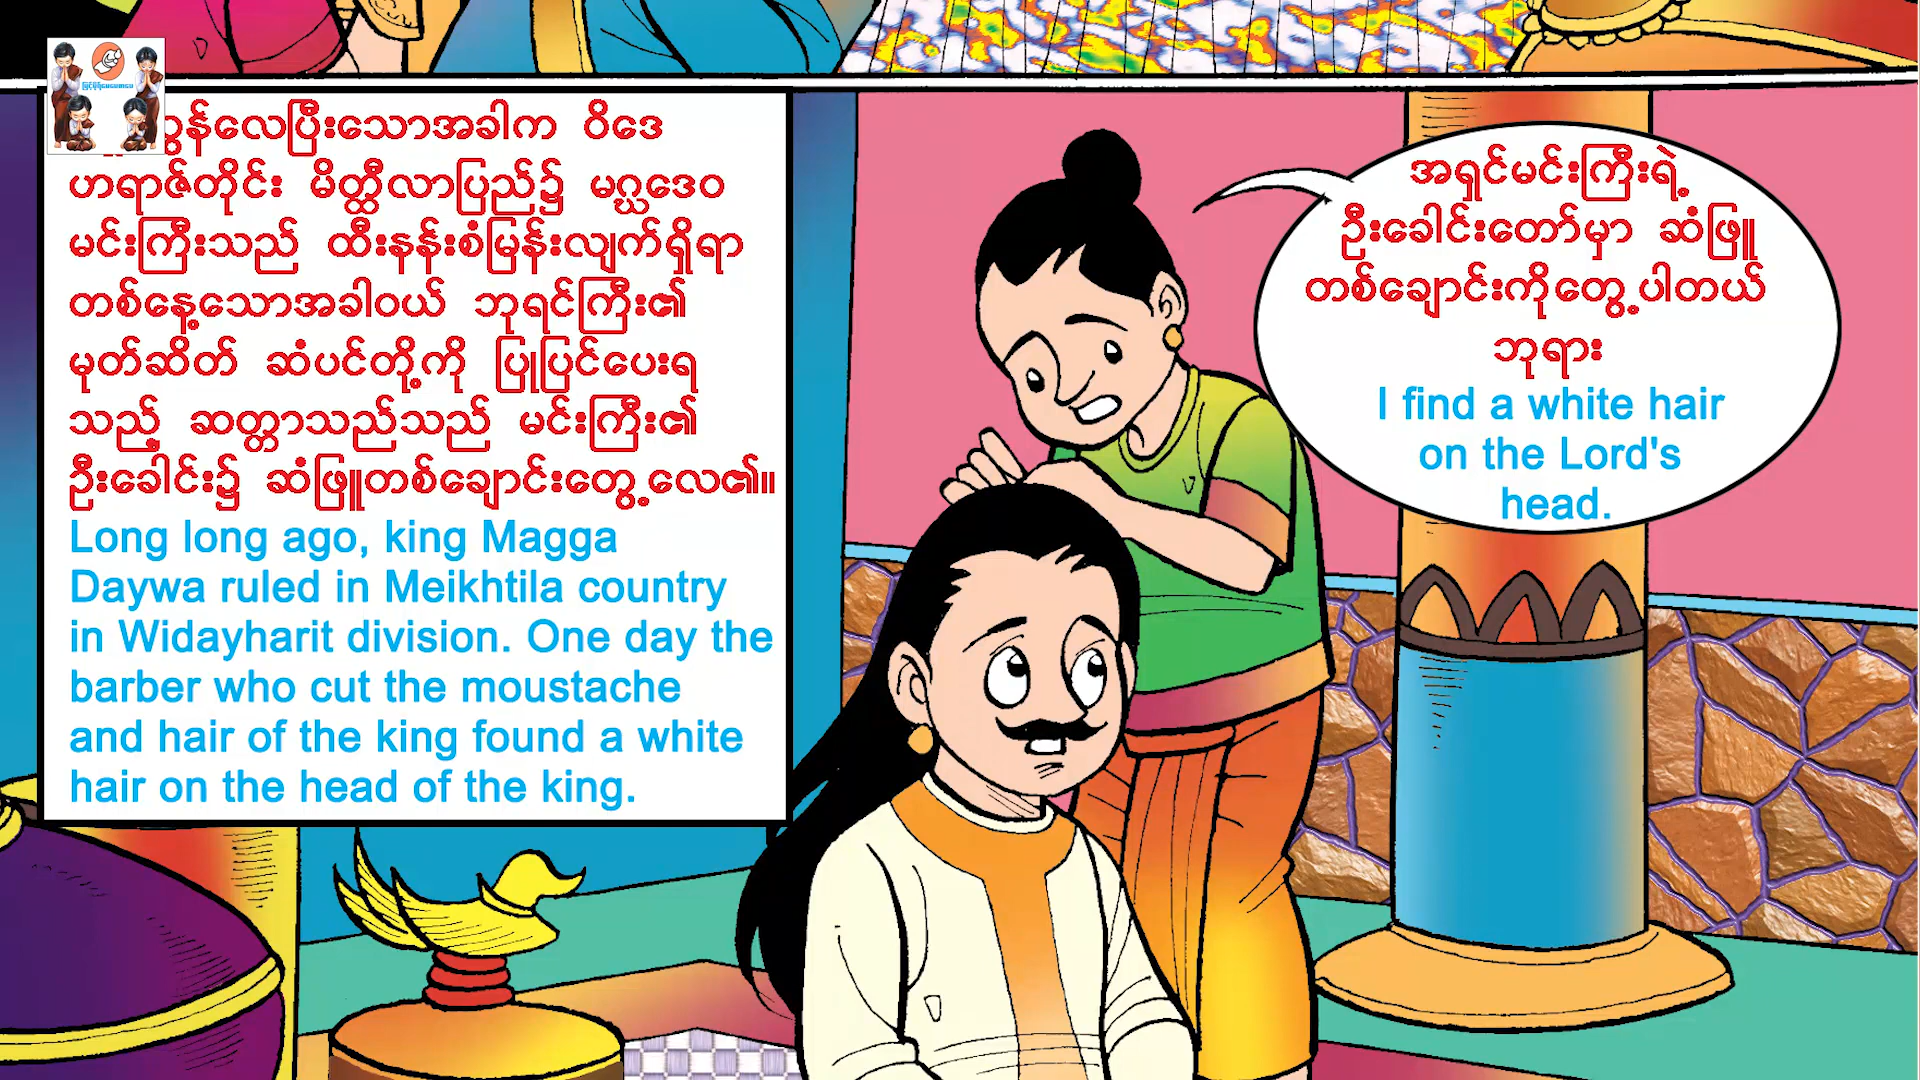 လေပြီးသောအခါက ဝိဒေ
ဟရာဇ်တိုင်း မိတ္ထီလာပြည်၌ မဂ္ဃဒေဝ
မင်းကြီးသည် ထီးနန်းစံမြန်းလျက်ရှိရာ
တစ်နေ့သောအခါဝယ် ဘုရင်ကြီး၏
မုတ်ဆိတ် ဆံပင်တို့ကို ပြုပြင်ပေးရ
သည့် ဆတ္တာသည်သည် မင်းကြီး၏
ဦးခေါင်း၌ ဆံဖြူတစ်ချောင်းတွေ့လေ၏။
Long long ago, king Magga
Daywa ruled in Meikhtila country
in Widayharit division. One day the
barber who cut the moustache
and hair of the king found a white
hair on the head of the king.
အရှင်မင်းကြီးရဲ့
ဦးခေါင်းတော်မှာ ဆံဖြူ
တစ်ချောင်းကိုတွေ့ပါတယ်
ဘုရား
I find a white hair
on the Lord's
head.